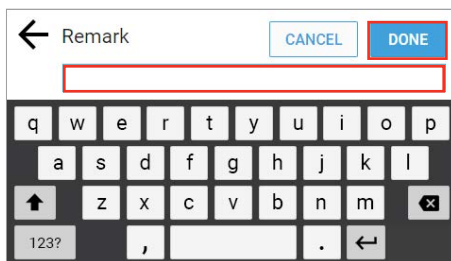 Remark CANCEL DONE
q w e r t y u i o p
a s d f g h j k l
z x c v b n m
123? , .